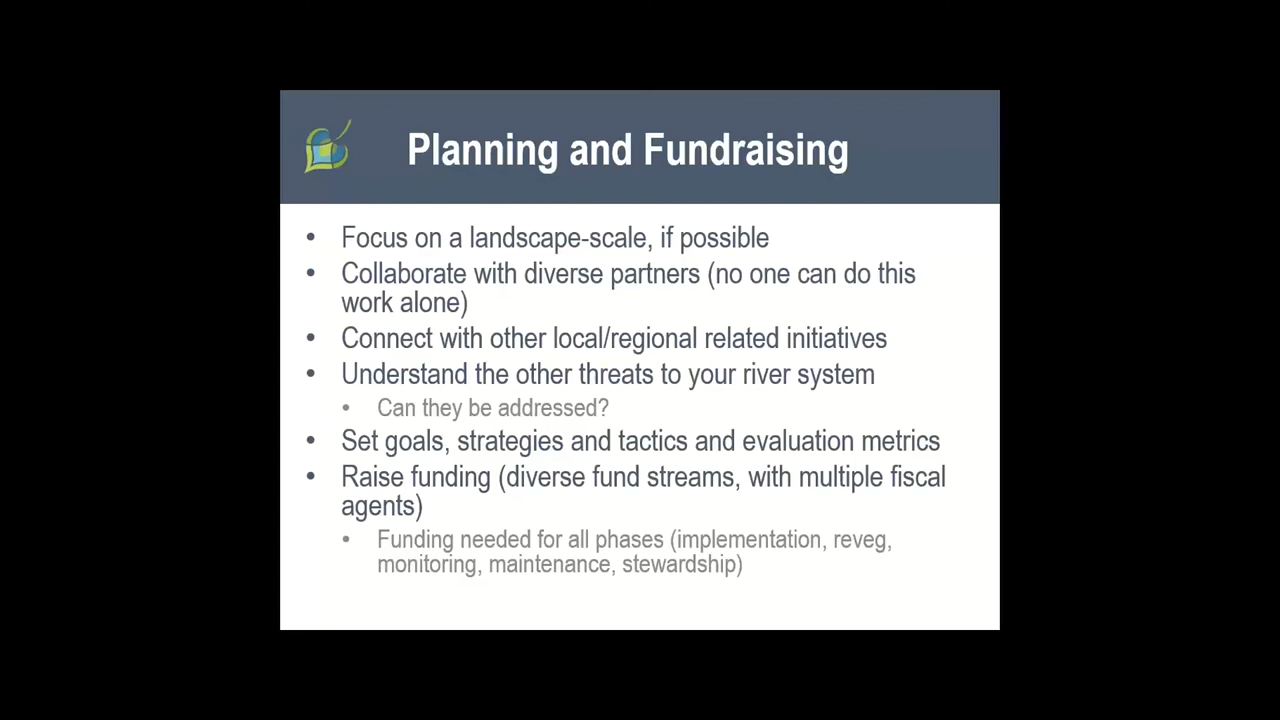 Planning and Fundraising
• Focus on a landscape-scale, if possible
• Collaborate with diverse partners (no one can do this
work alone)
• Connect with other local/regional related initiatives
• Understand the other threats to your river system
• Can they be addressed?
• Set goals, strategies and tactics and evaluation metrics
• Raise funding (diverse fund streams, with multiple fiscal
agents)
• Funding needed for all phases (implementation, reveg,
monitoring, maintenance, stewardship)